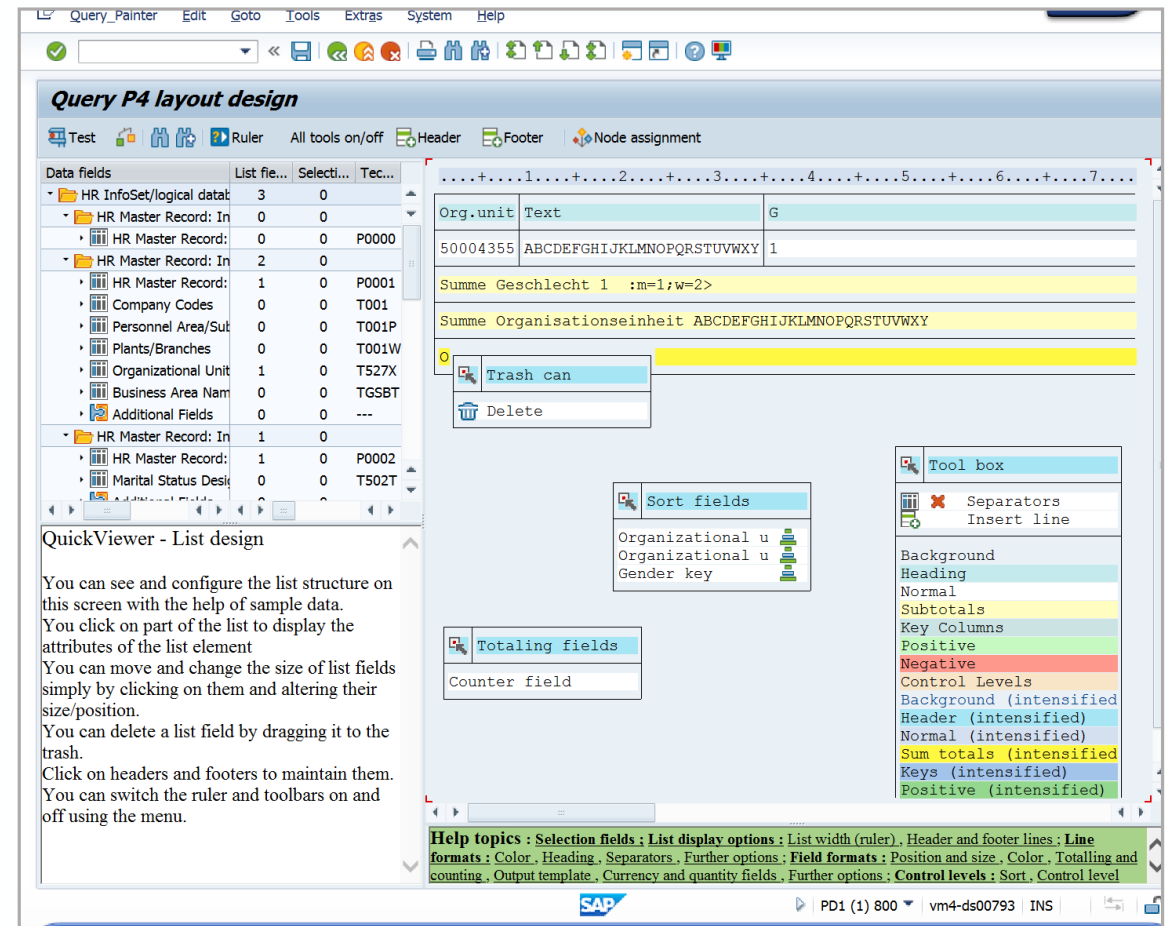 Query_Painter Edit Goto Tools Extras System Help
Query P4 layout design
Test Ruler All tools on/off Header Footer Node assignment
Data fields List fie... Selecti... Tec...
HR InfoSet/logical datab 3 0
HR Master Record: In 0 0
HR Master Record: 0 0 P0000
HR Master Record: In 2 0
HR Master Record: 1 0 P0001
Company Codes 0 0 T001
Personnel Area/Sub 0 0 T001P
Plants/Branches 0 0 T001W
Organizational Unit 1 0 T527X
Business Area Nam 0 0 TGSBT
Additional Fields 0 0 ---
HR Master Record: In 1 0
HR Master Record: 1 0 P0002
Marital Status Desig 0 0 T502T
QuickViewer - List design
You can see and configure the list structure on
this screen with the help of sample data.
You click on part of the list to display the
attributes of the list element
You can move and change the size of list fields
simply by clicking on them and altering their
size/position.
You can delete a list field by dragging it to the
trash.
Click on headers and footers to maintain them.
You can switch the ruler and toolbars on and
off using the menu.
....+....1....+....2....+....3....+....4....+....5....+....6....+....7....
Org.unit Text G
50004355 ABCDEFGHIJKLMNOPQRSTUVWXY 1
Summe Geschlecht 1 :m=1;w=2>
Summe Organisationseinheit ABCDEFGHIJKLMNOPQRSTUVWXY
O
Trash can
Delete
Sort fields
Organizational u
Organizational u
Gender key
Totaling fields
Counter field
Tool box
Separators
Insert line
Background
Heading
Normal
Subtotals
Key Columns
Positive
Negative
Control Levels
Background (intensified
Header (intensified)
Normal (intensified)
Sum totals (intensified
Keys (intensified)
Positive (intensified)
Help topics : Selection fields ; List display options : List width (ruler) , Header and footer lines ; Line
formats : Color , Heading , Separators , Further options ; Field formats : Position and size , Color , Totalling and
counting , Output template , Currency and quantity fields , Further options ; Control levels : Sort , Control level
SAP PD1 (1) 800 vm4-ds00793 INS